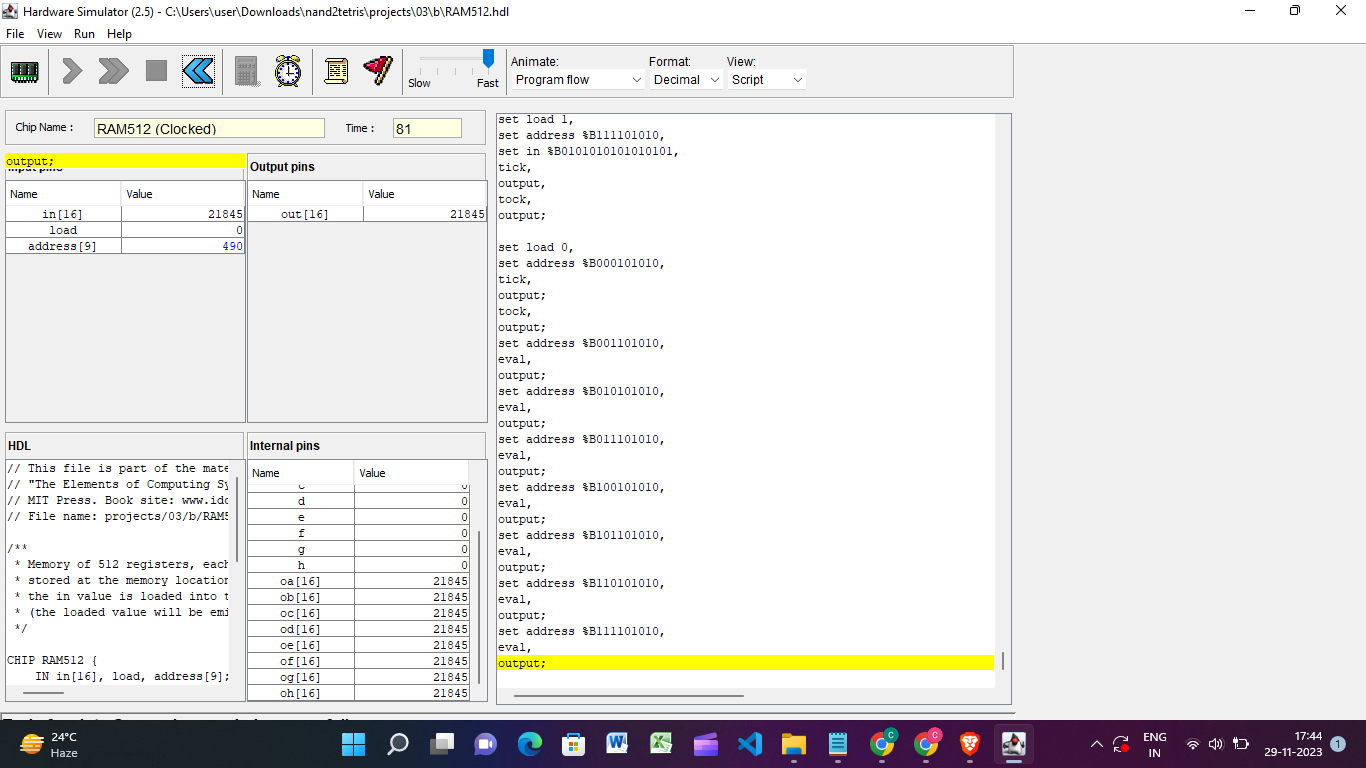 Hardware Simulator (2.5) - C:\Users\user\Downloads\nand2tetris\projects\03\b\RAM512.hdl
File View Run Help
Slow Fast
Animate: Format: View:
Program flow Decimal Script
Chip Name : RAM512 (Clocked) Time : 81
output;
Input pins
Name Value
in[16] 21845
load 0
address[9] 490
Output pins
Name Value
out[16] 21845
HDL
// This file is part of the mate
// "The Elements of Computing Sy
// MIT Press. Book site: www.idc
// File name: projects/03/b/RAM5
/**
* Memory of 512 registers, each
* stored at the memory location
* the in value is loaded into t
* (the loaded value will be emi
*/
CHIP RAM512 {
IN in[16], load, address[9];
Internal pins
Name Value
c 0
d 0
e 0
f 0
g 0
h 0
oa[16] 21845
ob[16] 21845
oc[16] 21845
od[16] 21845
oe[16] 21845
of[16] 21845
og[16] 21845
oh[16] 21845
set load 1,
set address %B111101010,
set in %B0101010101010101,
tick,
output,
tock,
output;
set load 0,
set address %B000101010,
tick,
output;
tock,
output;
set address %B001101010,
eval,
output;
set address %B010101010,
eval,
output;
set address %B011101010,
eval,
output;
set address %B100101010,
eval,
output;
set address %B101101010,
eval,
output;
set address %B110101010,
eval,
output;
set address %B111101010,
eval,
output;
24°C
Haze
C
C
ENG
IN
17:44
29-11-2023
1